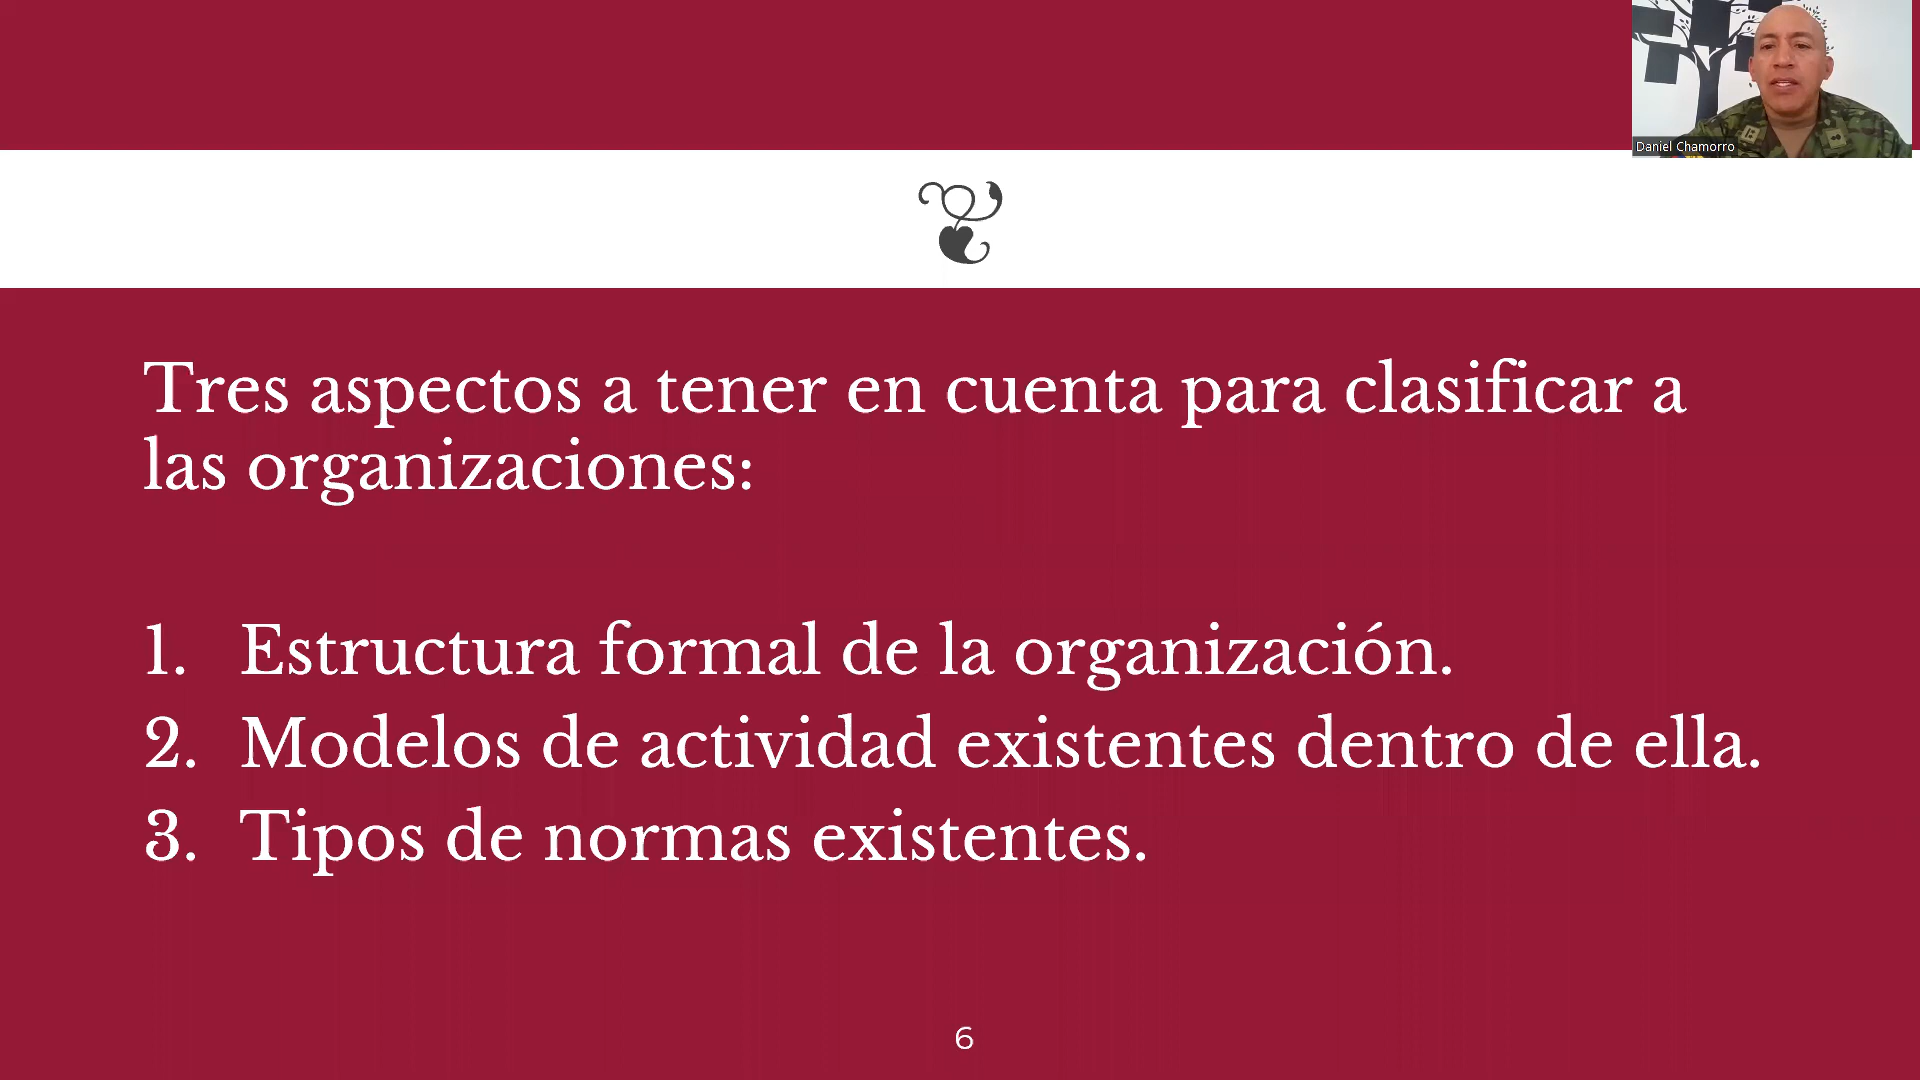 Daniel Chamorro
Tres aspectos a tener en cuenta para clasificar a
las organizaciones:
1. Estructura formal de la organización.
2. Modelos de actividad existentes dentro de ella.
3. Tipos de normas existentes.
6